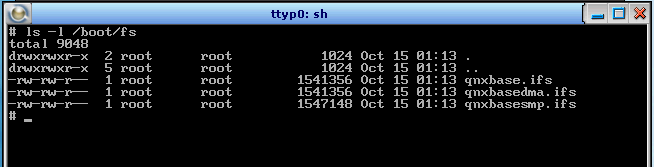 ttyp0: sh
# ls -l /boot/fs
total 9048
drwxrwxr-x  2 root      root           1024 Oct 15 01:13 .
drwxrwxr-x  5 root      root           1024 Oct 15 01:13 ..
-rw-rw-r--  1 root      root        1541356 Oct 15 01:13 qnxbase.ifs
-rw-rw-r--  1 root      root        1541356 Oct 15 01:13 qnxbasedma.ifs
-rw-rw-r--  1 root      root        1547148 Oct 15 01:13 qnxbasesmp.ifs
# _